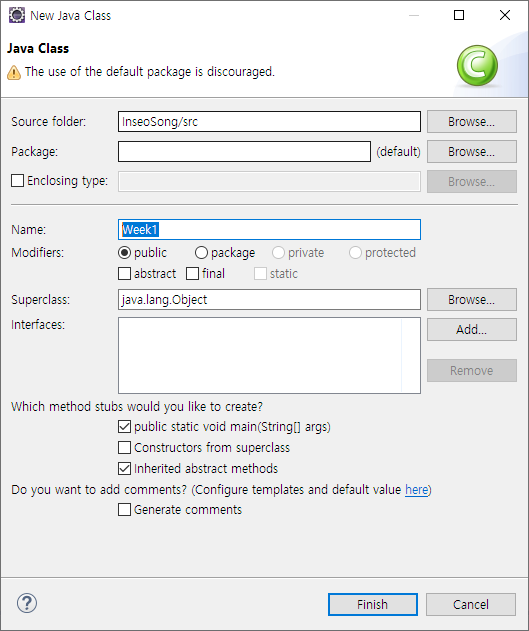 New Java Class
Java Class
The use of the default package is discouraged.
Source folder: InseoSong/src Browse...
Package: (default) Browse...
Enclosing type: Browse...
Name: Week1
Modifiers: public package private protected
abstract final static
Superclass: java.lang.Object Browse...
Interfaces: Add...
Remove
Which method stubs would you like to create?
public static void main(String[] args)
Constructors from superclass
Inherited abstract methods
Do you want to add comments? (Configure templates and default value here)
Generate comments
? Finish Cancel